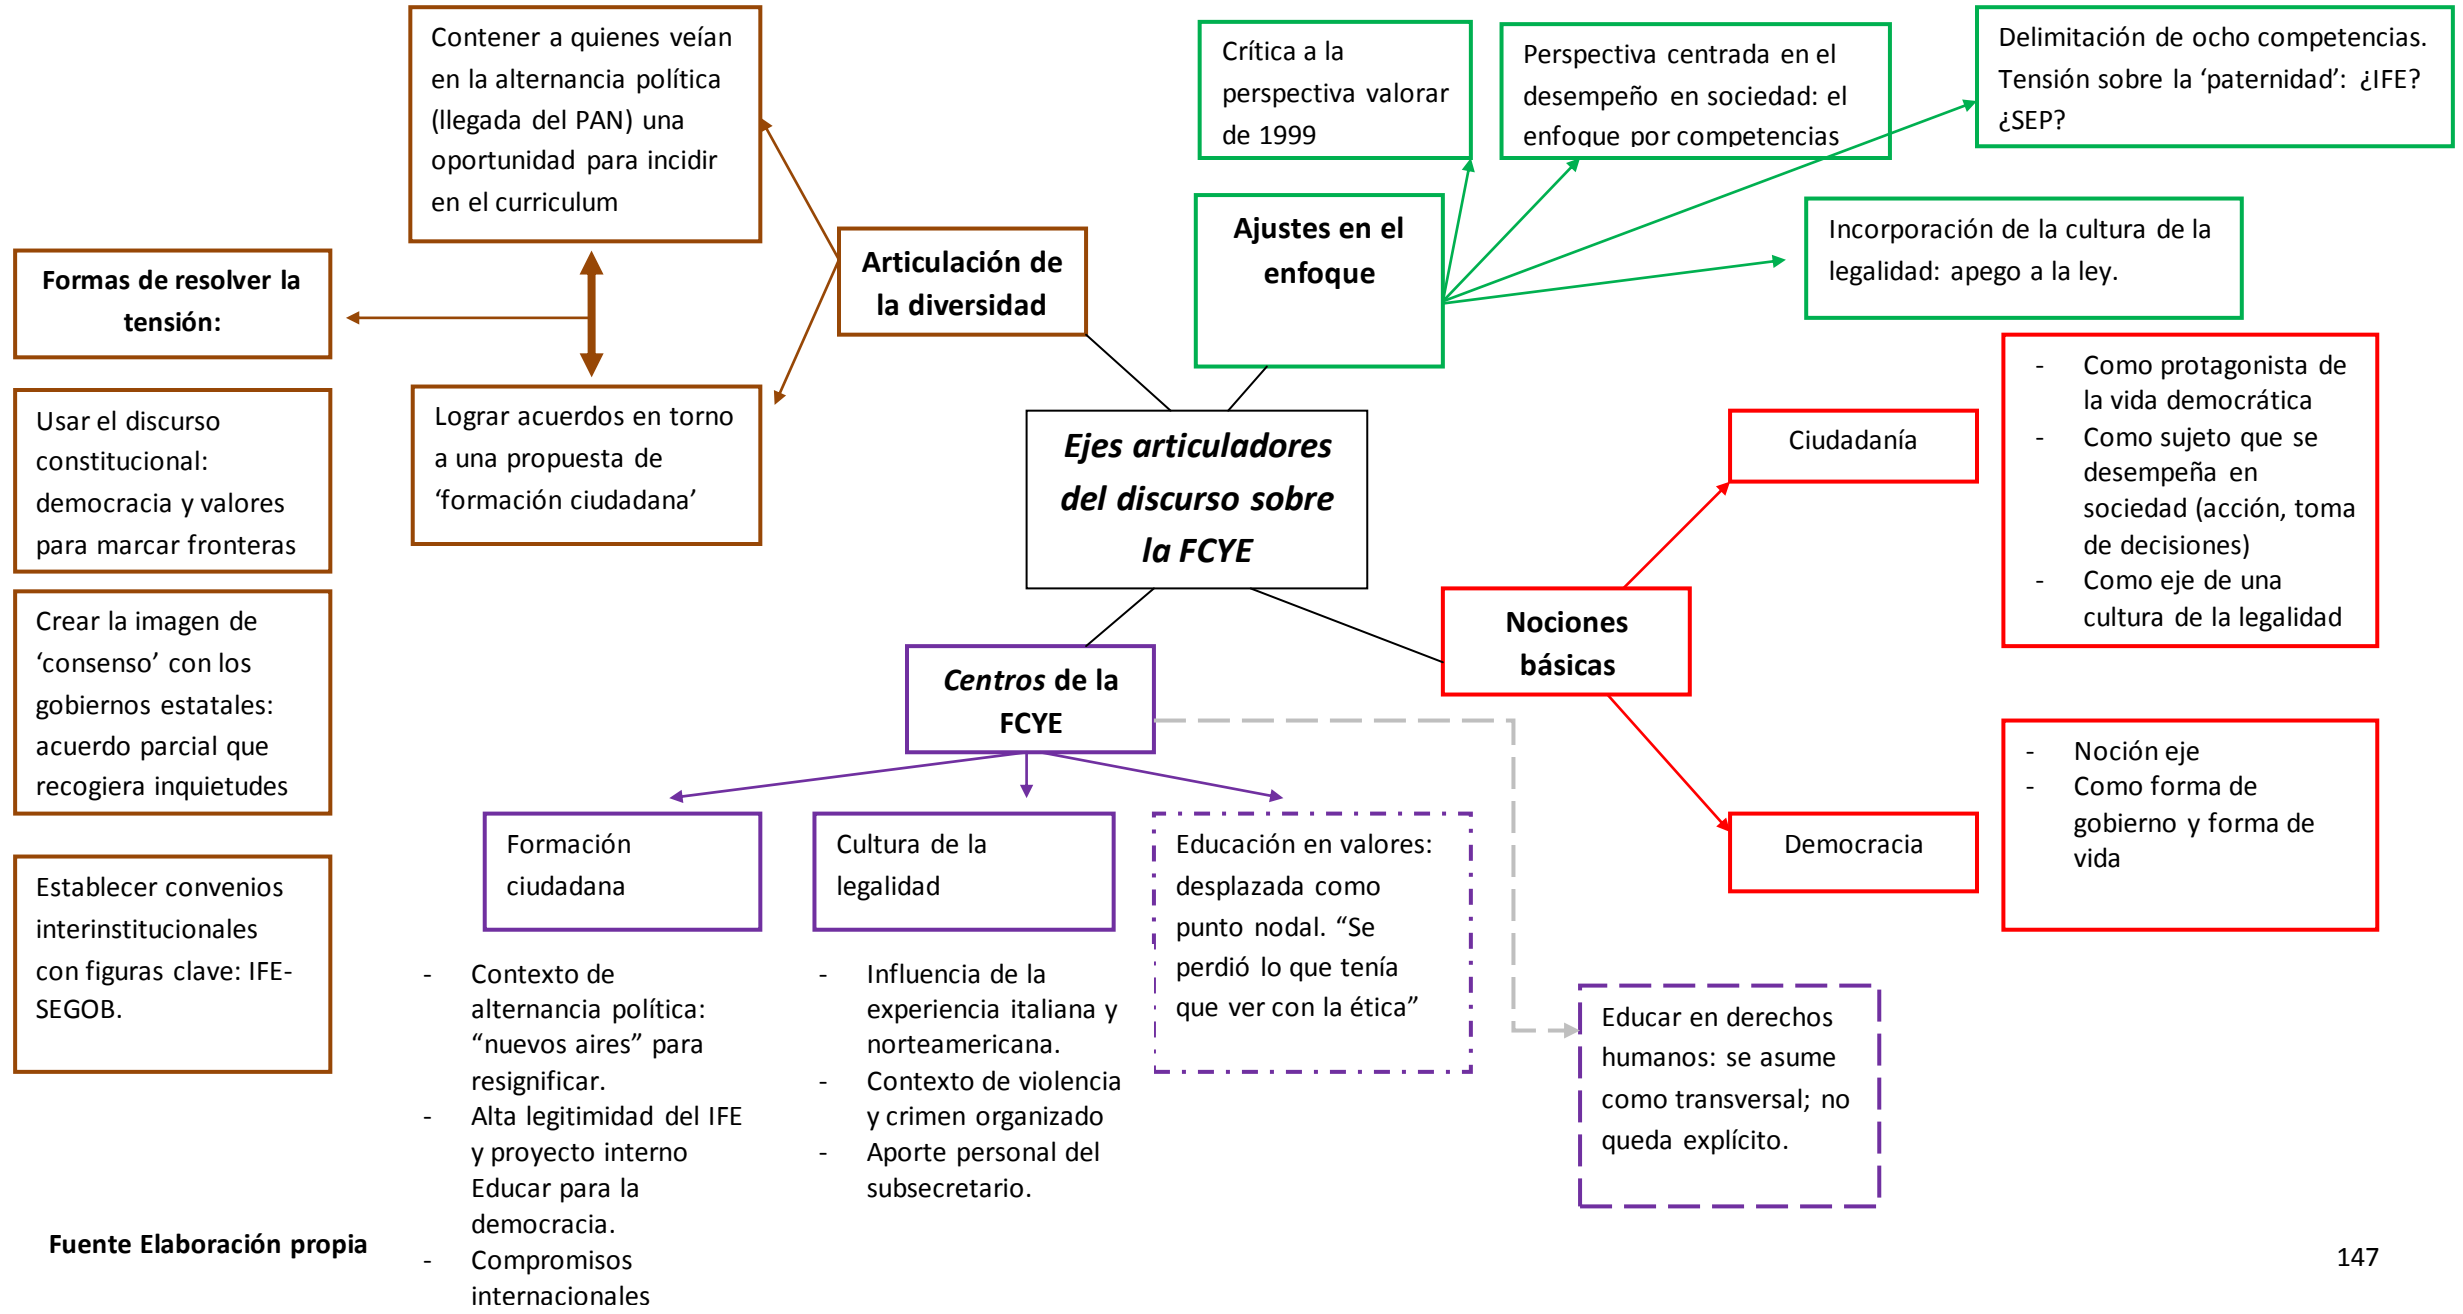 Contener a quienes veían
en la alternancia política
(llegada del PAN) una
oportunidad para incidir
en el curriculum
Crítica a la
perspectiva valorar
de 1999
Perspectiva centrada en el
desempeño en sociedad: el
enfoque por competencias
Delimitación de ocho competencias.
Tensión sobre la ‘paternidad’: ¿IFE?
¿SEP?
Formas de resolver la
tensión:
Articulación de
la diversidad
Ajustes en el
enfoque
Incorporación de la cultura de la
legalidad: apego a la ley.
Usar el discurso
constitucional:
democracia y valores
para marcar fronteras
Lograr acuerdos en torno
a una propuesta de
‘formación ciudadana’
Ejes articuladores
del discurso sobre
la FCYE
Ciudadanía
- Como protagonista de
la vida democrática
- Como sujeto que se
desempeña en
sociedad (acción, toma
de decisiones)
- Como eje de una
cultura de la legalidad
Crear la imagen de
‘consenso’ con los
gobiernos estatales:
acuerdo parcial que
recogiera inquietudes
Centros de la
FCYE
Nociones
básicas
Establecer convenios
interinstitucionales
con figuras clave: IFE-
SEGOB.
Formación
ciudadana
Cultura de la
legalidad
Educación en valores:
desplazada como
punto nodal. “Se
perdió lo que tenía
que ver con la ética”
Democracia
- Noción eje
- Como forma de
gobierno y forma de
vida
- Contexto de
alternancia política:
“nuevos aires” para
resignificar.
- Alta legitimidad del IFE
y proyecto interno
Educar para la
democracia.
- Compromisos
internacionales
- Influencia de la
experiencia italiana y
norteamericana.
- Contexto de violencia
y crimen organizado
- Aporte personal del
subsecretario.
Educar en derechos
humanos: se asume
como transversal; no
queda explícito.
Fuente Elaboración propia
147